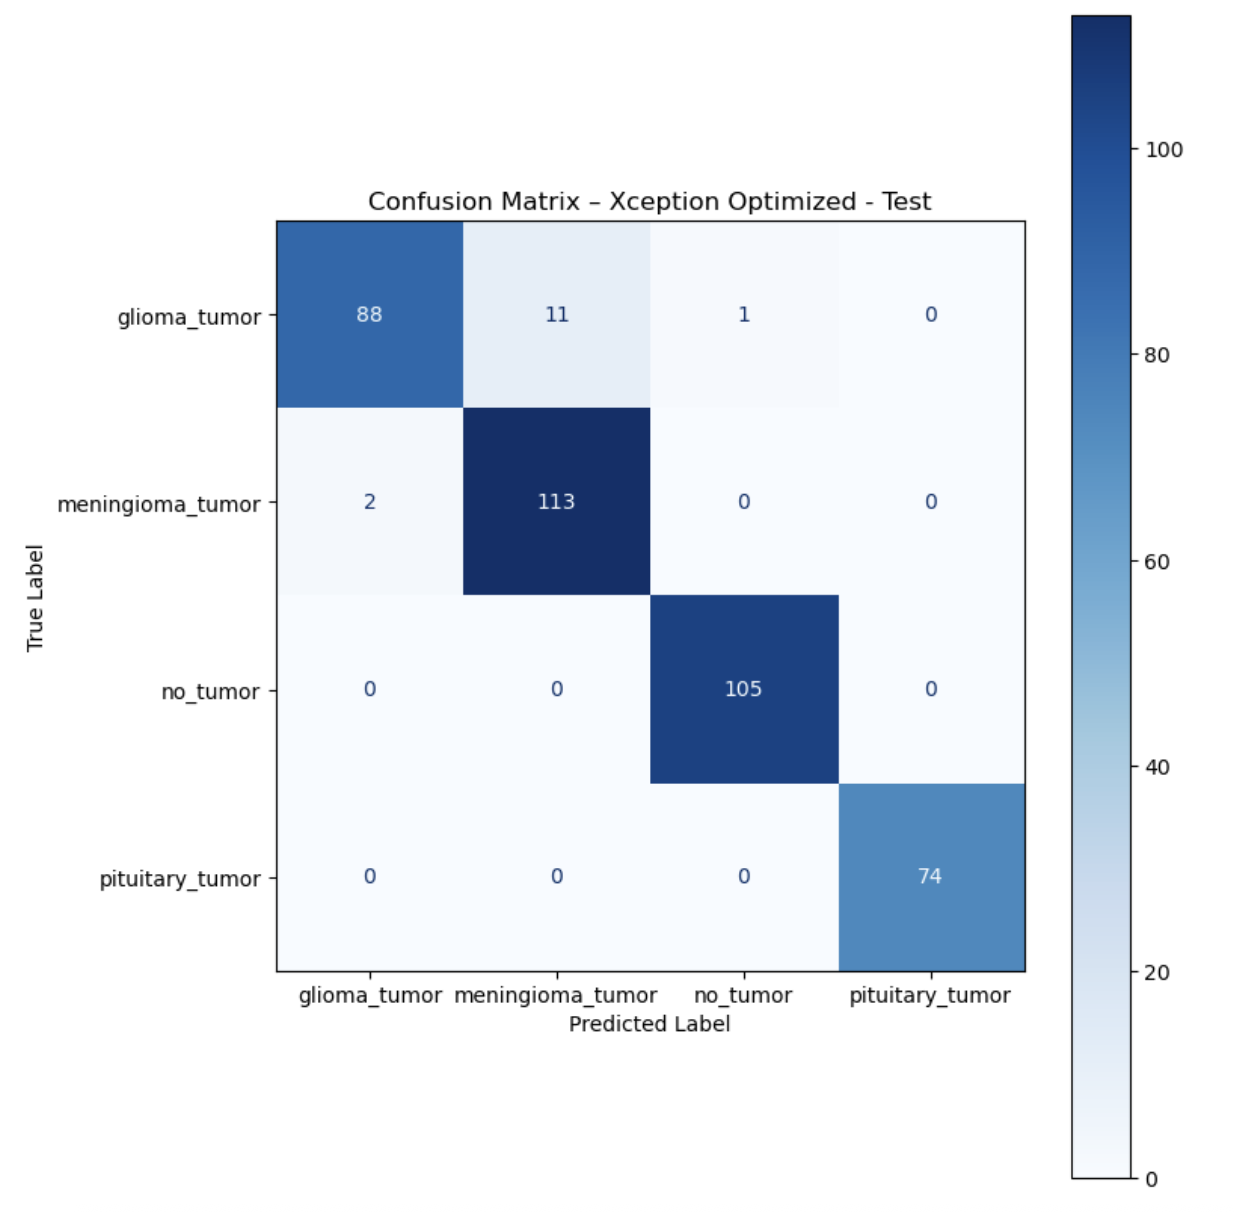 Confusion Matrix – Xception Optimized - Test
glioma_tumor 88 11 1 0
meningioma_tumor 2 113 0 0
no_tumor 0 0 105 0
pituitary_tumor 0 0 0 74
glioma_tumor meningioma_tumor no_tumor pituitary_tumor
Predicted Label
True Label
100
80
60
40
20
0